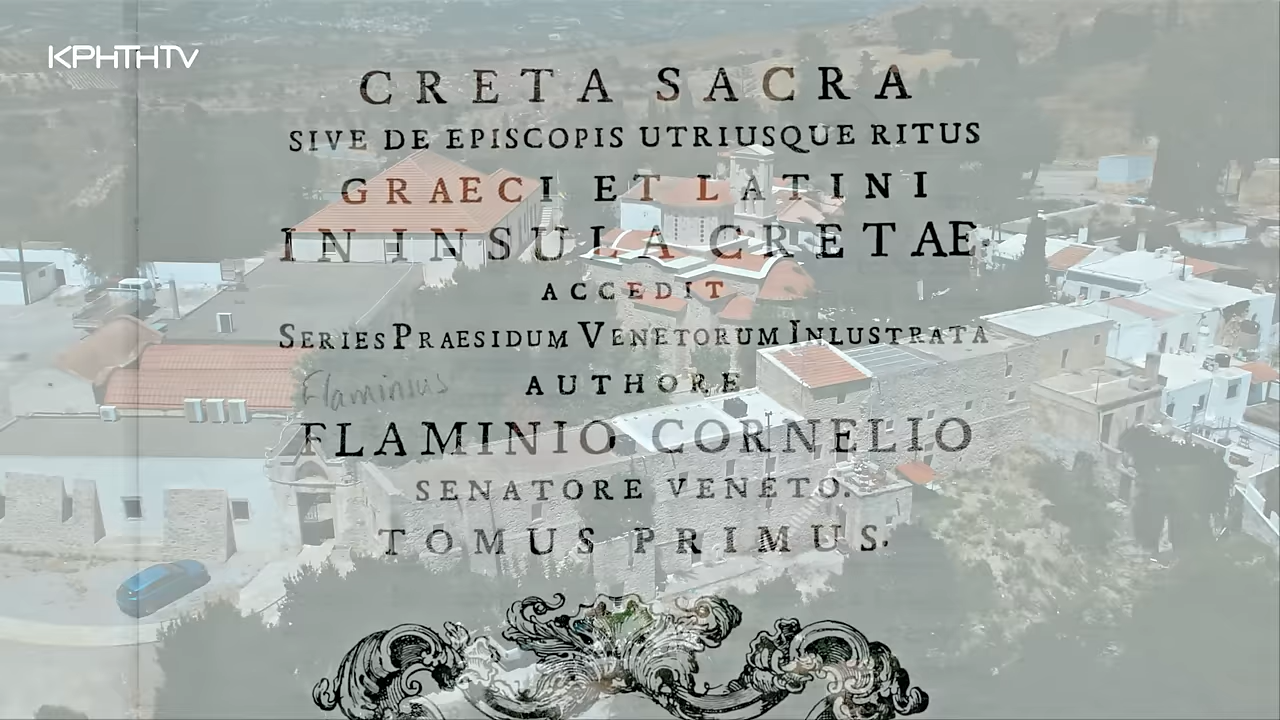 ΚΡΗΤΗTV
CRETA SACRA
SIVE DE EPISCOPIS UTRIUSQUE RITUS
GRAECI ET LATINI
IN INSULA CRETAE
ACCEDIT
SERIES PRAESIDUM VENETORUM INLUSTRATA
AUTHORE
Flaminius
FLAMINIO CORNELIO
SENATORE VENETO.
TOMUS PRIMUS.